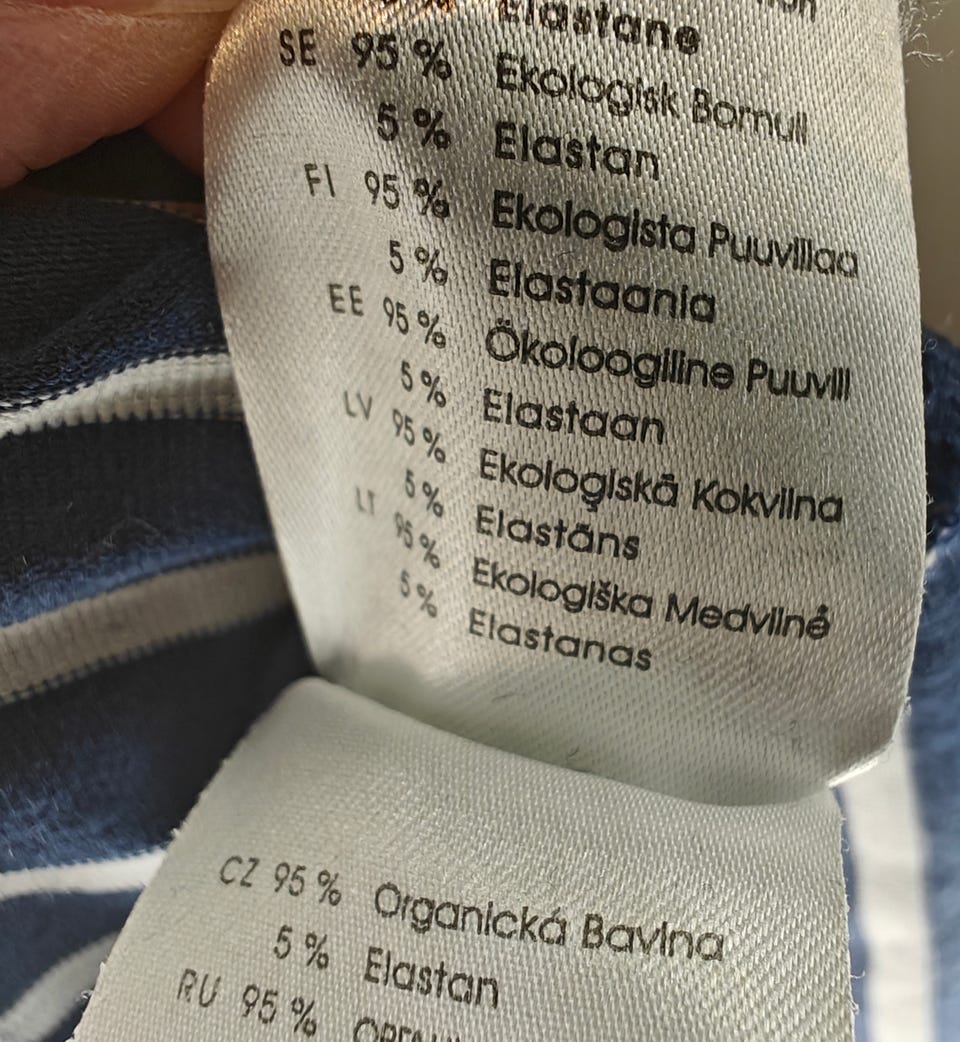 Elastane
SE 95 % Ekologisk Bomull
5 % Elastan
FI 95 % Ekologista Puuvillaa
5 % Elastaania
EE 95 % Ökoloogiline Puuvill
5 % Elastaan
LV 95 % Ekoloģiskā Kokvilna
5 % Elastāns
LT 95 % Ekologiška Medvilnė
5 % Elastanas
CZ 95 % Organická Bavlna
5 % Elastan
RU 95 %